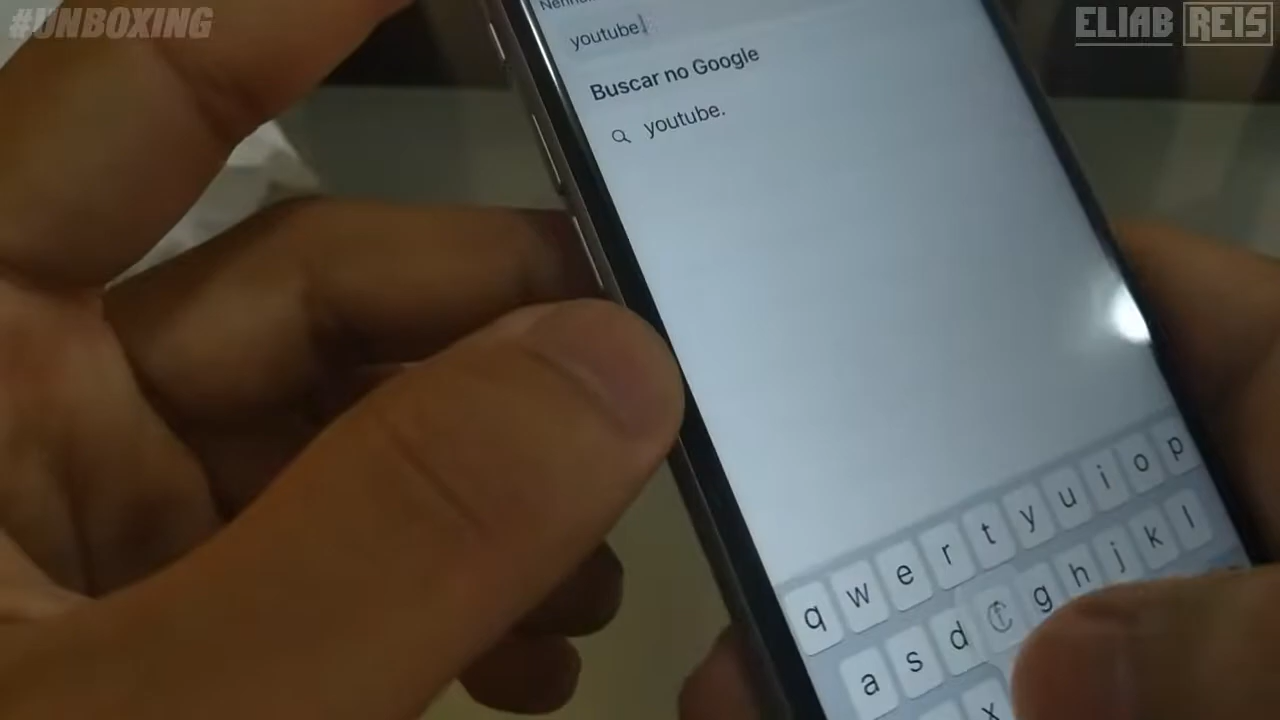 #UNBOXING
ELIAB REIS
youtube
Buscar no Google
youtube.
q w e r t y u i o p
a s d g h j k l
x